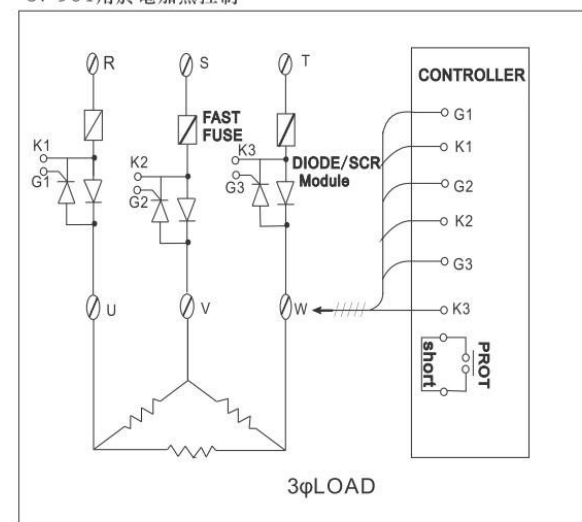 R
S
T
CONTROLLER
FAST
FUSE
G1
K1
K1
K2
K3
DIODE/SCR
Module
G1
G2
G3
G2
K2
G3
U
V
W
K3
short
PROT
3φLOAD